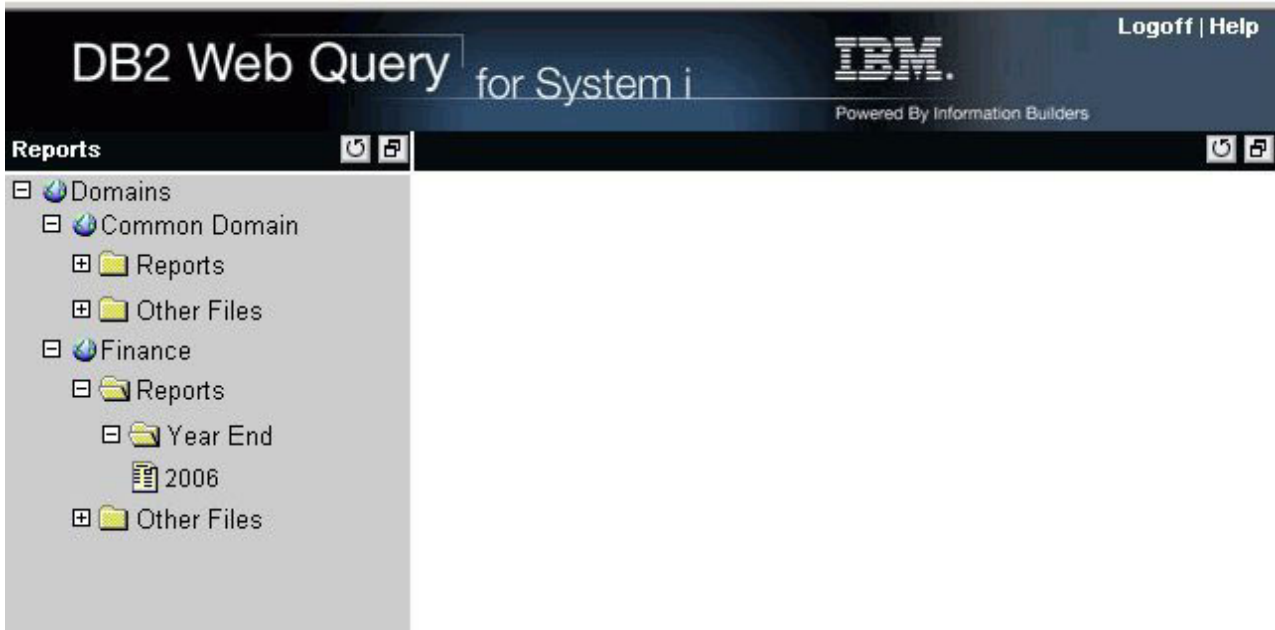 Logoff | Help
DB2 Web Query for System i
IBM.
Powered By Information Builders
Reports
Domains
Common Domain
Reports
Other Files
Finance
Reports
Year End
2006
Other Files